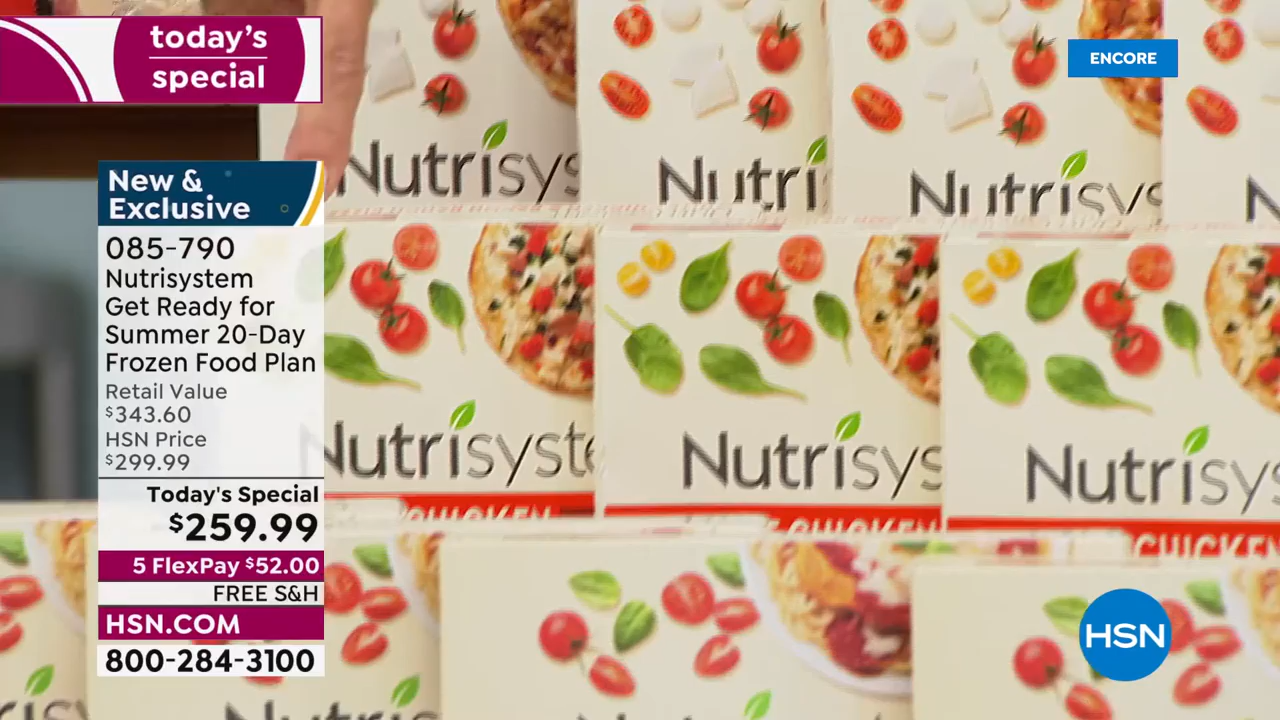 today's
special
ENCORE
New &
Exclusive
085-790
Nutrisystem
Get Ready for
Summer 20-Day
Frozen Food Plan
Retail Value
$343.60
HSN Price
$299.99
Today's Special
$259.99
5 FlexPay $52.00
FREE S&H
HSN.COM
800-284-3100
Nutrisys
Nutri
Nutrisys
N
Nutrisyste
Nutrisys
Nutrisys
CHICKEN
CHICKEN
CHICKEN
HSN